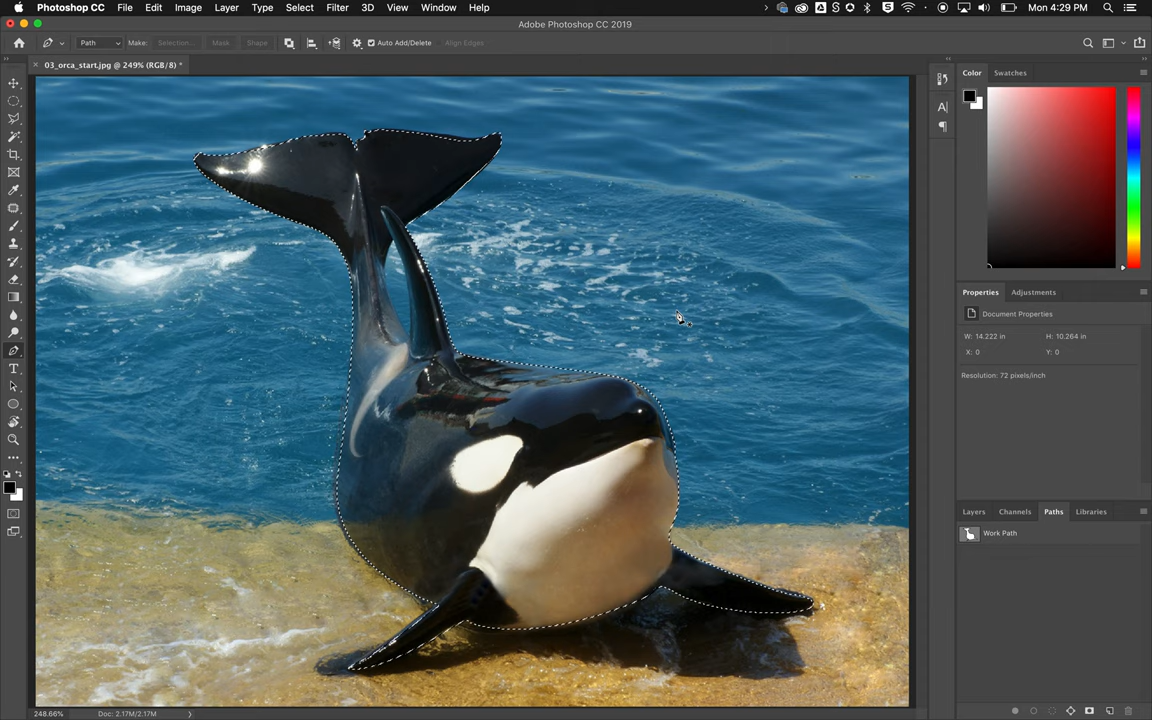 Photoshop CC File Edit Image Layer Type Select Filter 3D View Window Help Mon 4:29 PM
Adobe Photoshop CC 2019
Path Make: Selection... Mask Shape Auto Add/Delete Align Edges
03_orca_start.jpg @ 249% (RGB/8) *
Color Swatches
Properties Adjustments
Document Properties
W: 14.222 in H: 10.264 in
X: 0 Y: 0
Resolution: 72 pixels/inch
Layers Channels Paths Libraries
Work Path
248.66% Doc: 2.17M/2.17M